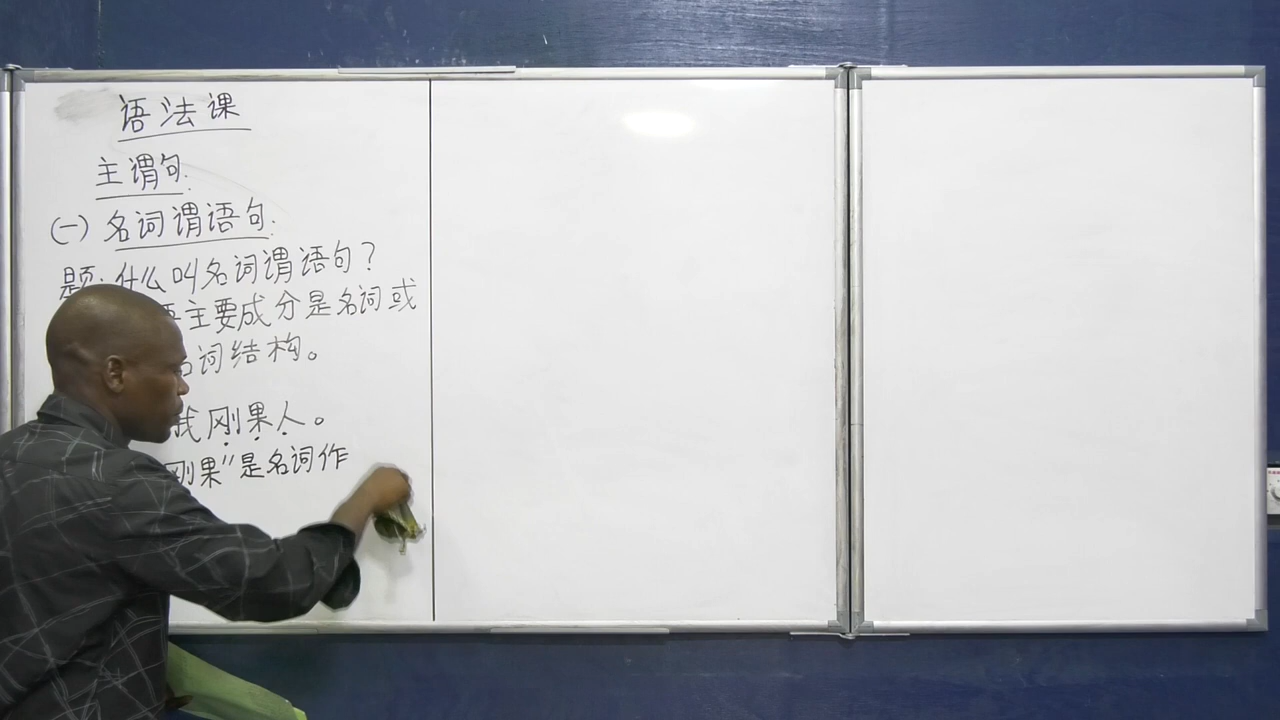 语法课
主谓句.
(一) 名词谓语句.
题: 什么叫名词谓语句?
主要成分是名词或
名词结构。
我刚果人。
刚果"是名词作